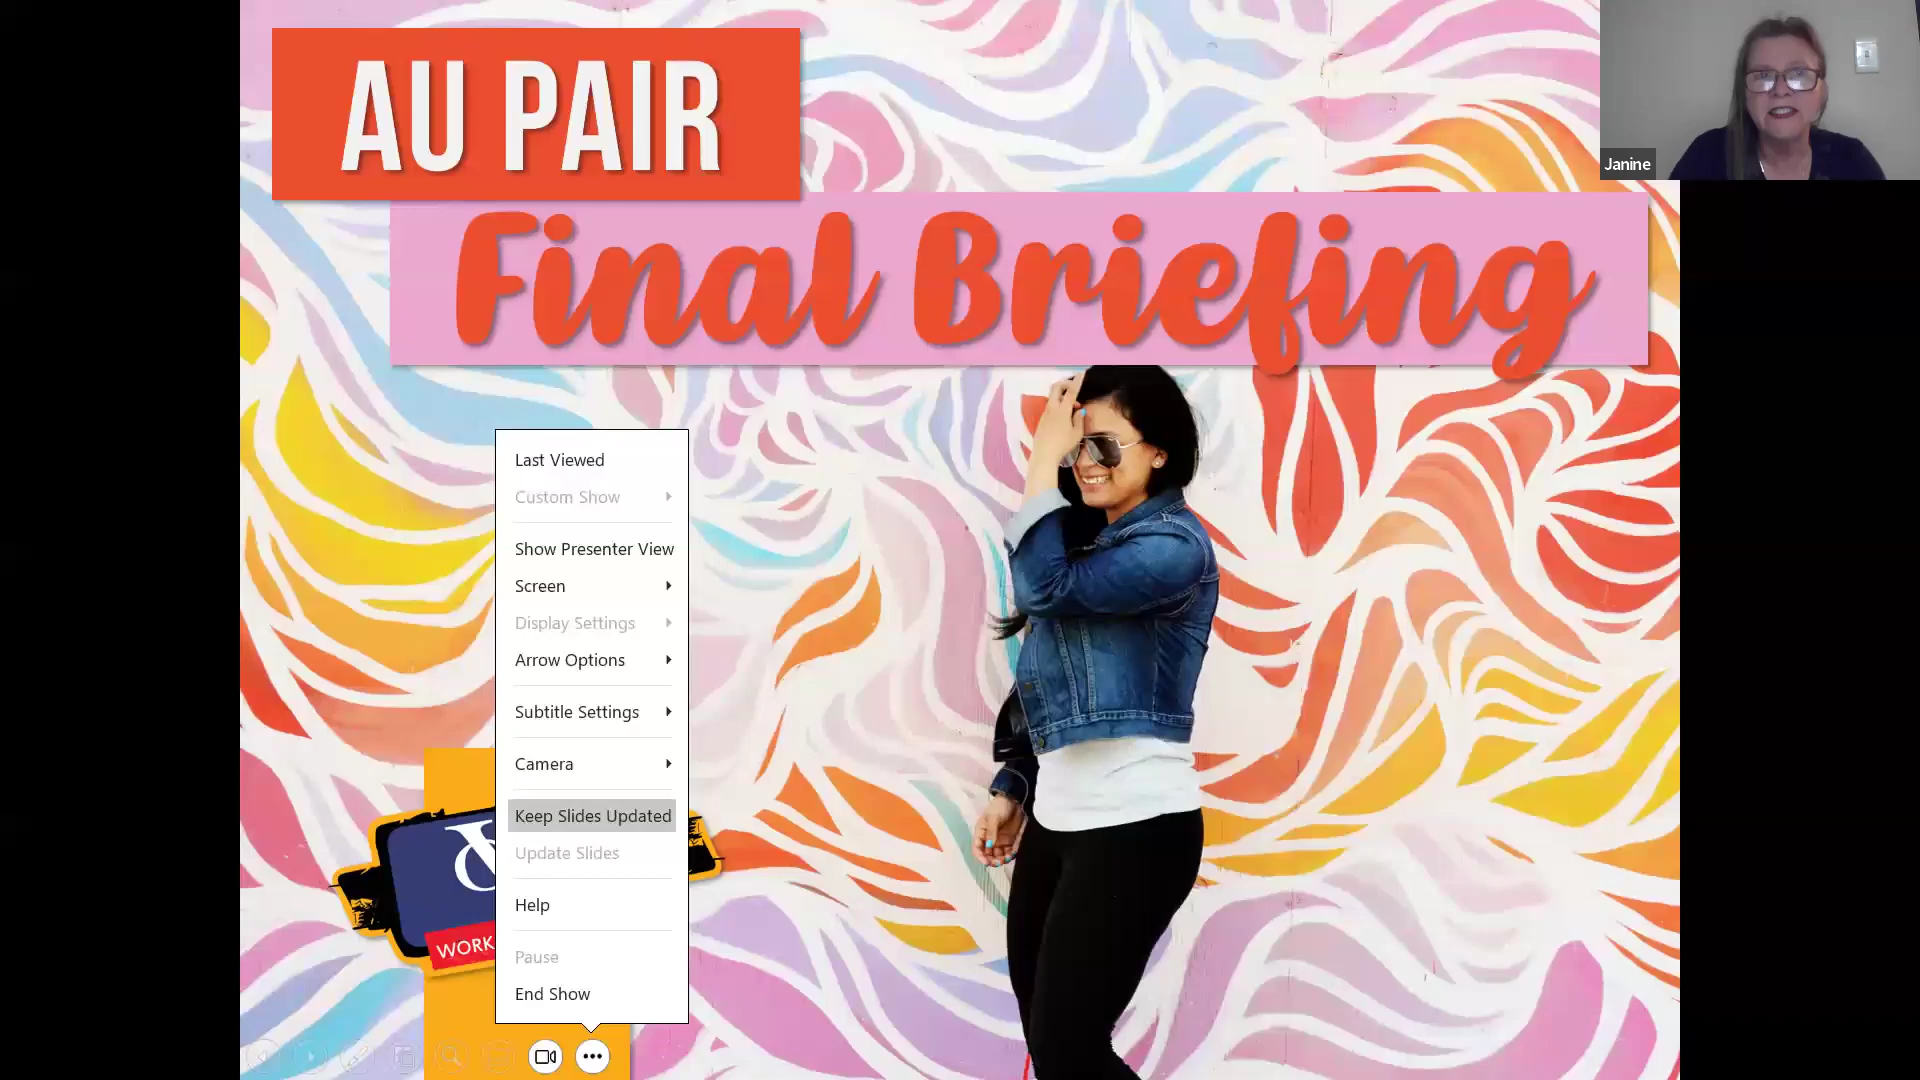 AU PAIR
Janine
Final Briefing
Last Viewed
Custom Show
Show Presenter View
Screen
Display Settings
Arrow Options
Subtitle Settings
Camera
Keep Slides Updated
Update Slides
&
WORK
Help
Pause
End Show